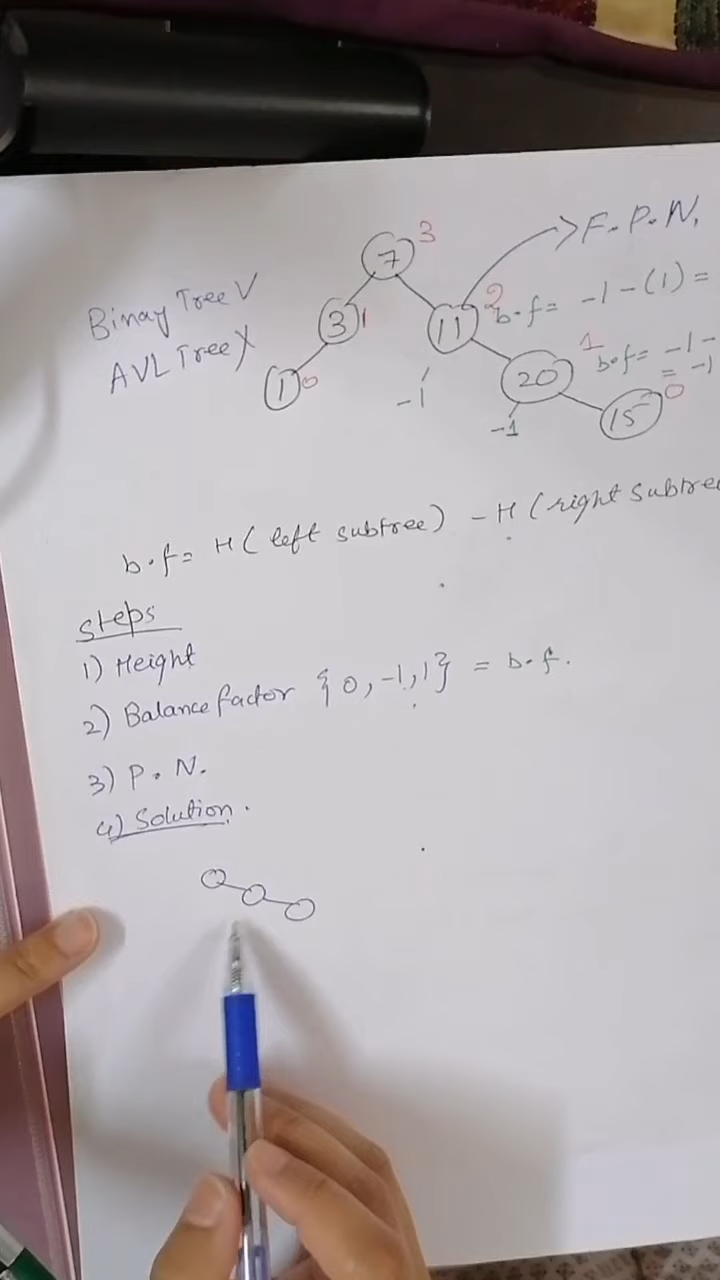 7 3
F.P.N.
Binay Tree √
3 1
11 2 b.f = -1-(1) =
AVL Tree X
1 0
-1
20 1 b.f = -1-
= -1
-1
15 0
b.f = H ( left subtree) - H (right subtree
Steps
1) Height
2) Balance factor {0,-1,1} = b.f.
3) P.N.
4) Solution.